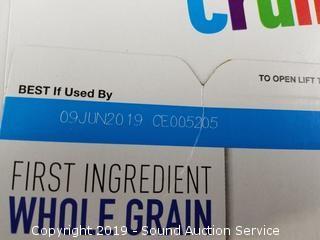 BEST If Used By
TO OPEN LIFT T
09JUN2019 CE005205
FIRST INGREDIENT
WHOLE GRAIN
Copyright 2019 - Sound Auction Service